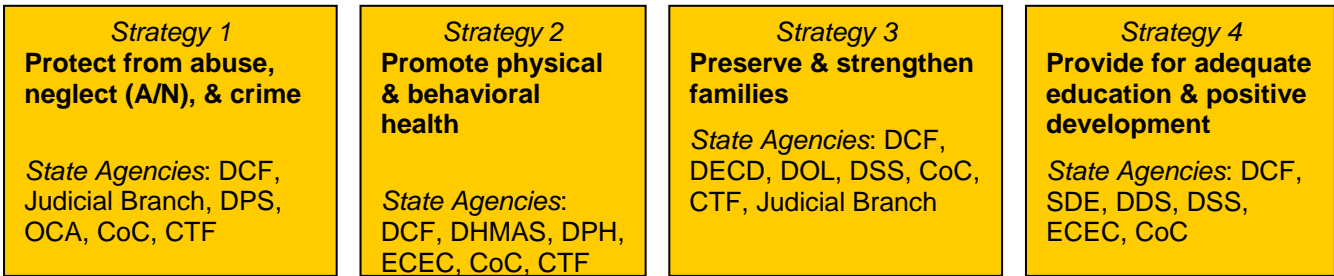 Strategy 1
Protect from abuse,
neglect (A/N), & crime
State Agencies: DCF,
Judicial Branch, DPS,
OCA, CoC, CTF
Strategy 2
Promote physical
& behavioral
health
State Agencies:
DCF, DHMAS, DPH,
ECEC, CoC, CTF
Strategy 3
Preserve & strengthen
families
State Agencies: DCF,
DECD, DOL, DSS, CoC,
CTF, Judicial Branch
Strategy 4
Provide for adequate
education & positive
development
State Agencies: DCF,
SDE, DDS, DSS,
ECEC, CoC